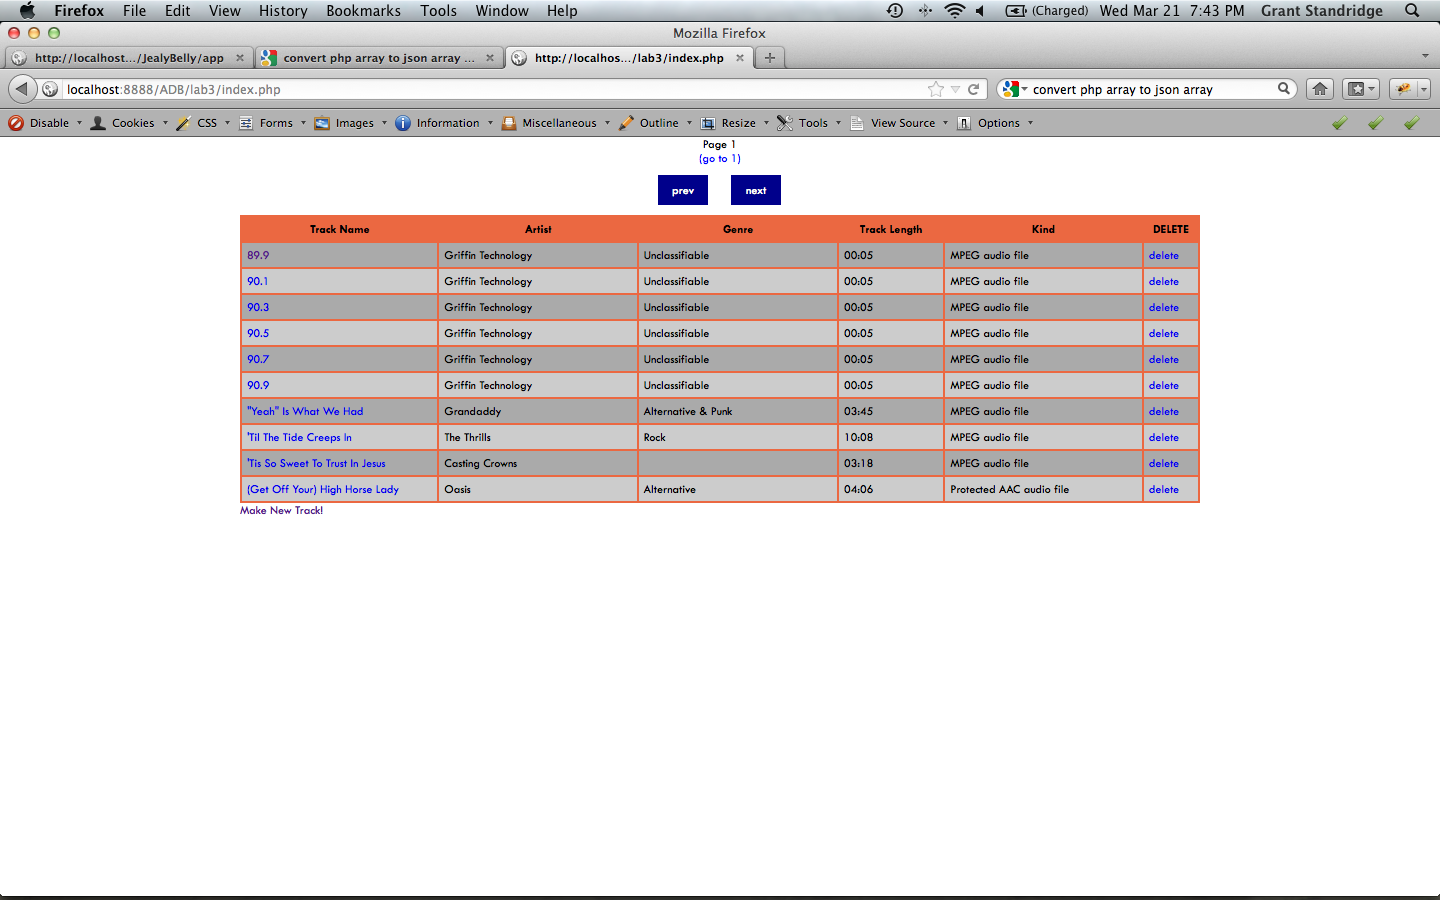 Firefox File Edit View History Bookmarks Tools Window Help (Charged) Wed Mar 21 7:43 PM Grant Standridge
Mozilla Firefox
http://localhost.../JealyBelly/app convert php array to json array ... http://localhos.../lab3/index.php
localhost:8888/ADB/lab3/index.php convert php array to json array
Disable Cookies CSS Forms Images Information Miscellaneous Outline Resize Tools View Source Options
Page 1
(go to 1)
prev next
Track Name Artist Genre Track Length Kind DELETE
89.9 Griffin Technology Unclassifiable 00:05 MPEG audio file delete
90.1 Griffin Technology Unclassifiable 00:05 MPEG audio file delete
90.3 Griffin Technology Unclassifiable 00:05 MPEG audio file delete
90.5 Griffin Technology Unclassifiable 00:05 MPEG audio file delete
90.7 Griffin Technology Unclassifiable 00:05 MPEG audio file delete
90.9 Griffin Technology Unclassifiable 00:05 MPEG audio file delete
"Yeah" Is What We Had Grandaddy Alternative & Punk 03:45 MPEG audio file delete
'Til The Tide Creeps In The Thrills Rock 10:08 MPEG audio file delete
'Tis So Sweet To Trust In Jesus Casting Crowns 03:18 MPEG audio file delete
(Get Off Your) High Horse Lady Oasis Alternative 04:06 Protected AAC audio file delete
Make New Track!